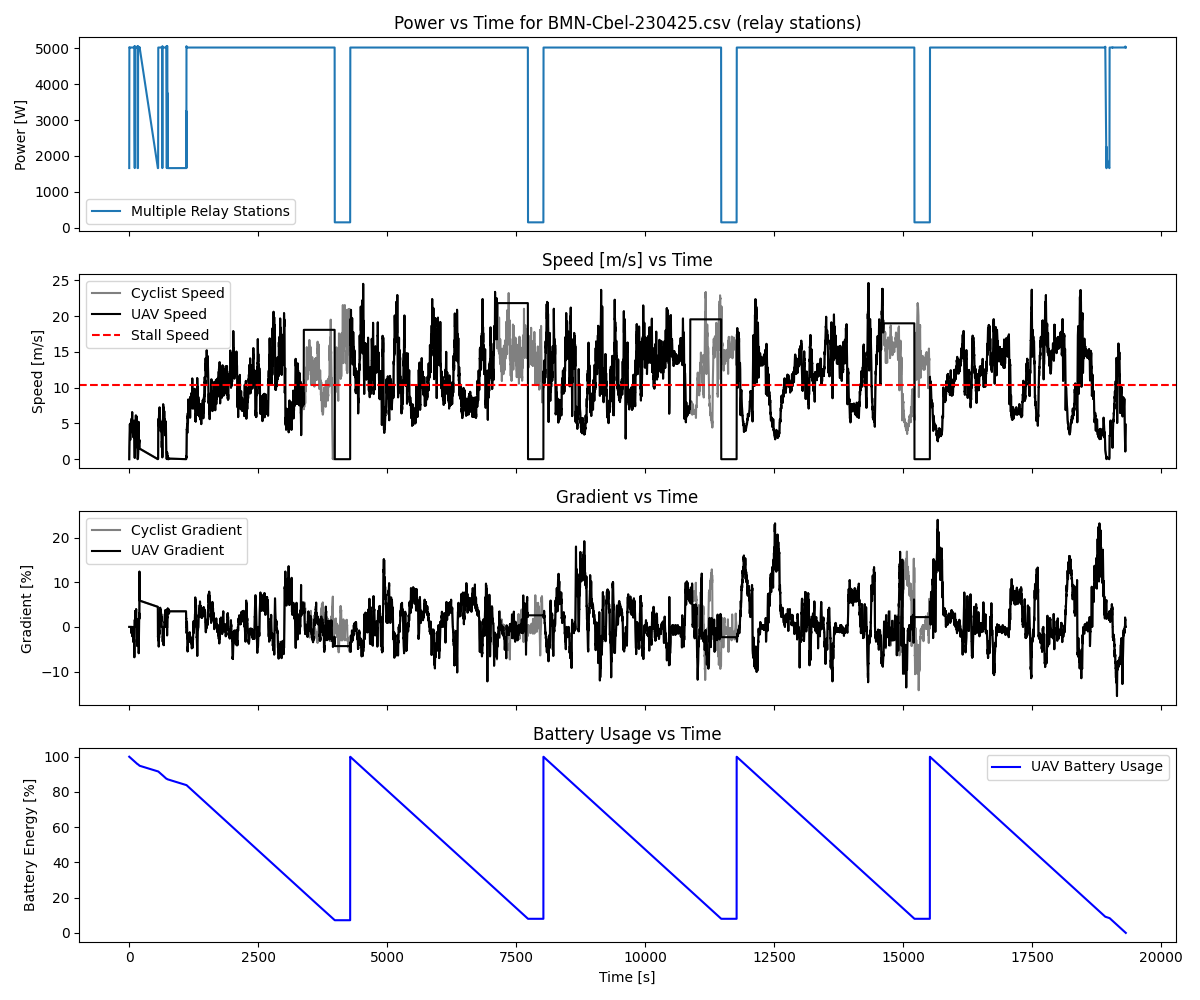 Power vs Time for BMN-Cbel-230425.csv (relay stations)
5000
4000
3000
2000
1000
0
Power [W]
Multiple Relay Stations
Speed [m/s] vs Time
25
20
15
10
5
0
Speed [m/s]
Cyclist Speed
UAV Speed
Stall Speed
Gradient vs Time
20
10
0
−10
Gradient [%]
Cyclist Gradient
UAV Gradient
Battery Usage vs Time
100
80
60
40
20
0
Battery Energy [%]
UAV Battery Usage
0 2500 5000 7500 10000 12500 15000 17500 20000
Time [s]